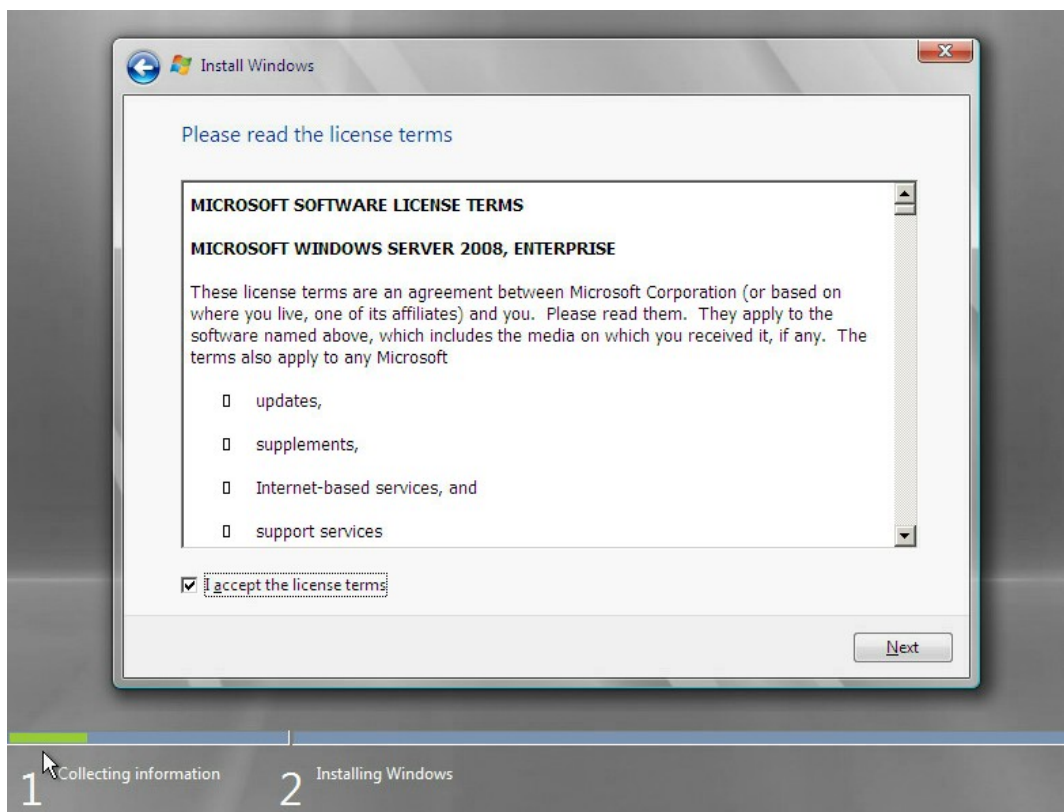 Install Windows
Please read the license terms
MICROSOFT SOFTWARE LICENSE TERMS
MICROSOFT WINDOWS SERVER 2008, ENTERPRISE
These license terms are an agreement between Microsoft Corporation (or based on
where you live, one of its affiliates) and you.  Please read them.  They apply to the
software named above, which includes the media on which you received it, if any.  The
terms also apply to any Microsoft
▯ updates,
▯ supplements,
▯ Internet-based services, and
▯ support services
I accept the license terms
Next
1 Collecting information
2 Installing Windows